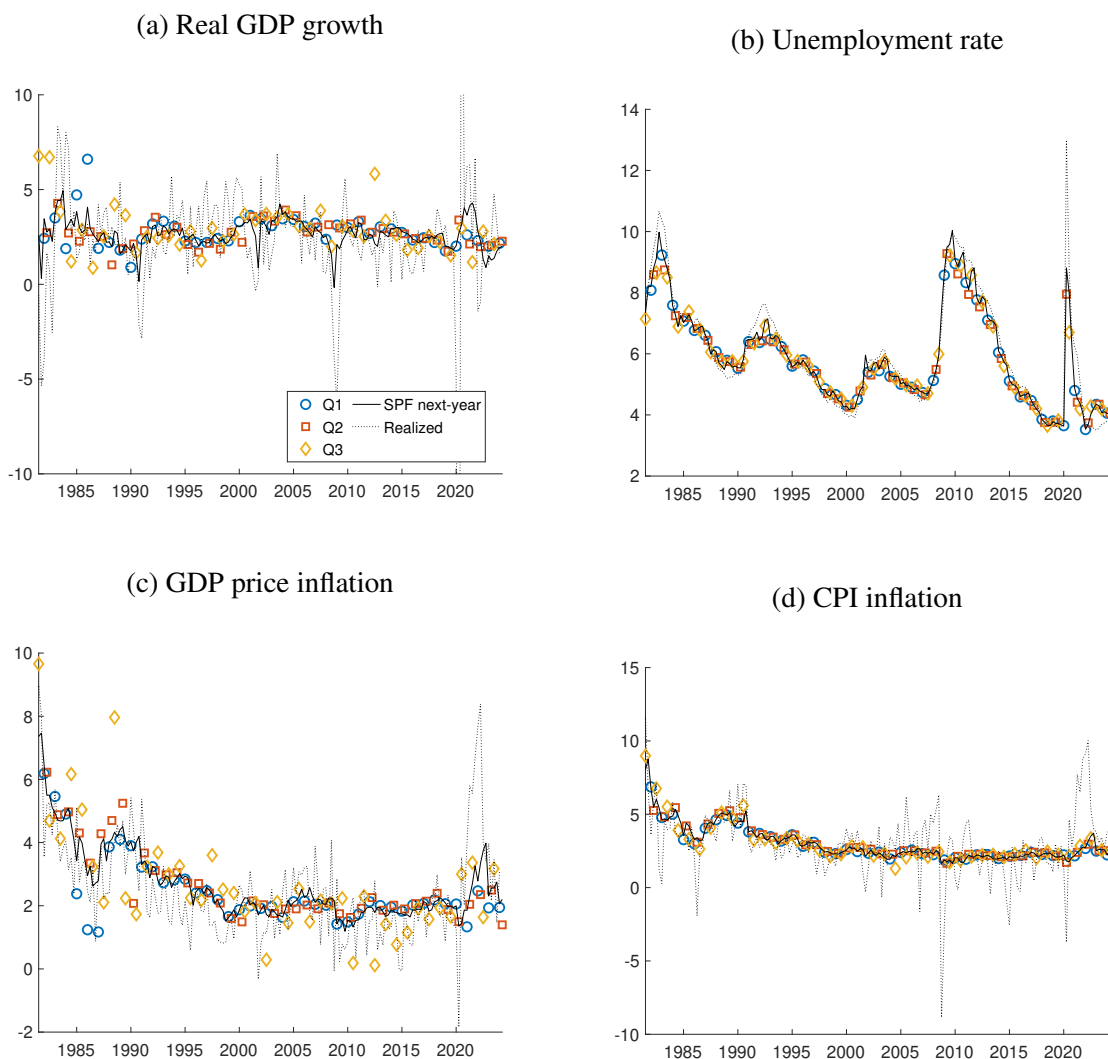 (a) Real GDP growth
10
5
0
-5
-10
1985 1990 1995 2000 2005 2010 2015 2020
Q1
Q2
Q3
SPF next-year
Realized
(b) Unemployment rate
14
12
10
8
6
4
2
1985 1990 1995 2000 2005 2010 2015 2020
(c) GDP price inflation
10
8
6
4
2
0
-2
1985 1990 1995 2000 2005 2010 2015 2020
(d) CPI inflation
15
10
5
0
-5
-10
1985 1990 1995 2000 2005 2010 2015 2020